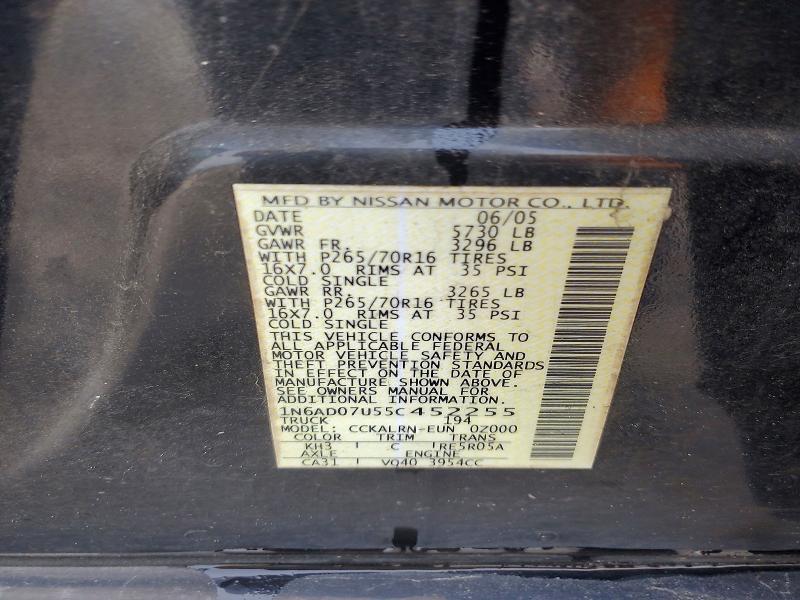 MFD BY NISSAN MOTOR CO., LTD.
DATE 06/05
GVWR 5730 LB
GAWR FR. 3296 LB
WITH P265/70R16 TIRES
16X7.0 RIMS AT 35 PSI
COLD SINGLE
GAWR RR. 3265 LB
WITH P265/70R16 TIRES
16X7.0 RIMS AT 35 PSI
COLD SINGLE
THIS VEHICLE CONFORMS TO
ALL APPLICABLE FEDERAL
MOTOR VEHICLE SAFETY AND
THEFT PREVENTION STANDARDS
IN EFFECT ON THE DATE OF
MANUFACTURE SHOWN ABOVE.
SEE OWNERS MANUAL FOR
ADDITIONAL INFORMATION.
1N6AD07U55C452255
TRUCK 194
MODEL: CCKALRN-EUN 0Z000
COLOR TRIM TRANS
KH3 C RE5R05A
AXLE ENGINE
CA31 VQ40 3954CC